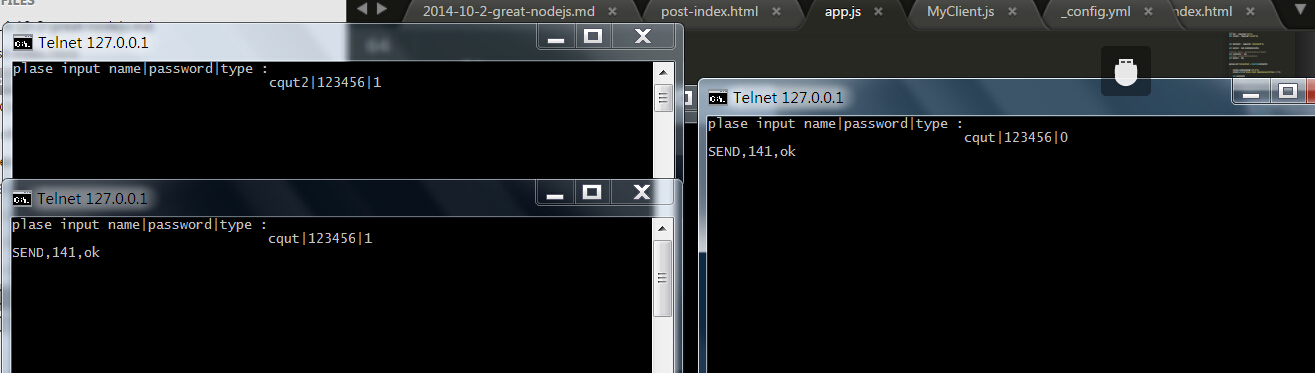 FILES
2014-10-2-great-nodejs.md
post-index.html
app.js
MyClient.js
_config.yml
ndex.html
Telnet 127.0.0.1
plase input name|password|type :
cqut2|123456|1
Telnet 127.0.0.1
plase input name|password|type :
cqut|123456|1
SEND,141,ok
Telnet 127.0.0.1
plase input name|password|type :
cqut|123456|0
SEND,141,ok